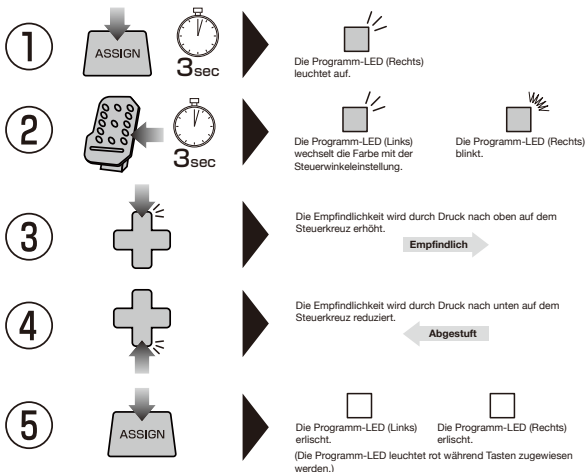 1
ASSIGN
3sec
Die Programm-LED (Rechts)
leuchtet auf.
2
3sec
Die Programm-LED (Links)
wechselt die Farbe mit der
Steuerwinkeleinstellung.
Die Programm-LED (Rechts)
blinkt.
3
Die Empfindlichkeit wird durch Druck nach oben auf dem
Steuerkreuz erhöht.
Empfindlich
4
Die Empfindlichkeit wird durch Druck nach unten auf dem
Steuerkreuz reduziert.
Abgestuft
5
ASSIGN
Die Programm-LED (Links)
erlischt.
Die Programm-LED (Rechts)
erlischt.
(Die Programm-LED leuchtet rot während Tasten zugewiesen
werden.)